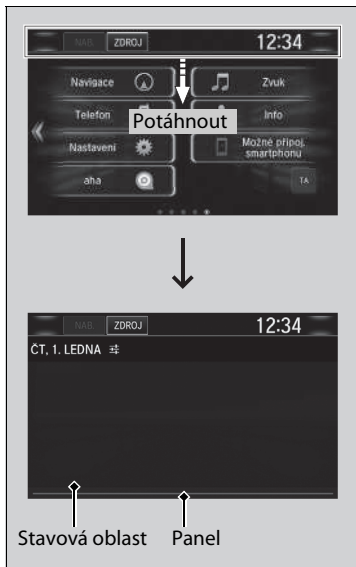 NAB. ZDROJ 12:34
Navigace Zvuk
Telefon Info
Potáhnout
Nastavení Možné připoj.
smartphonu
aha TA
NAB. ZDROJ 12:34
ČT, 1. LEDNA
Stavová oblast Panel